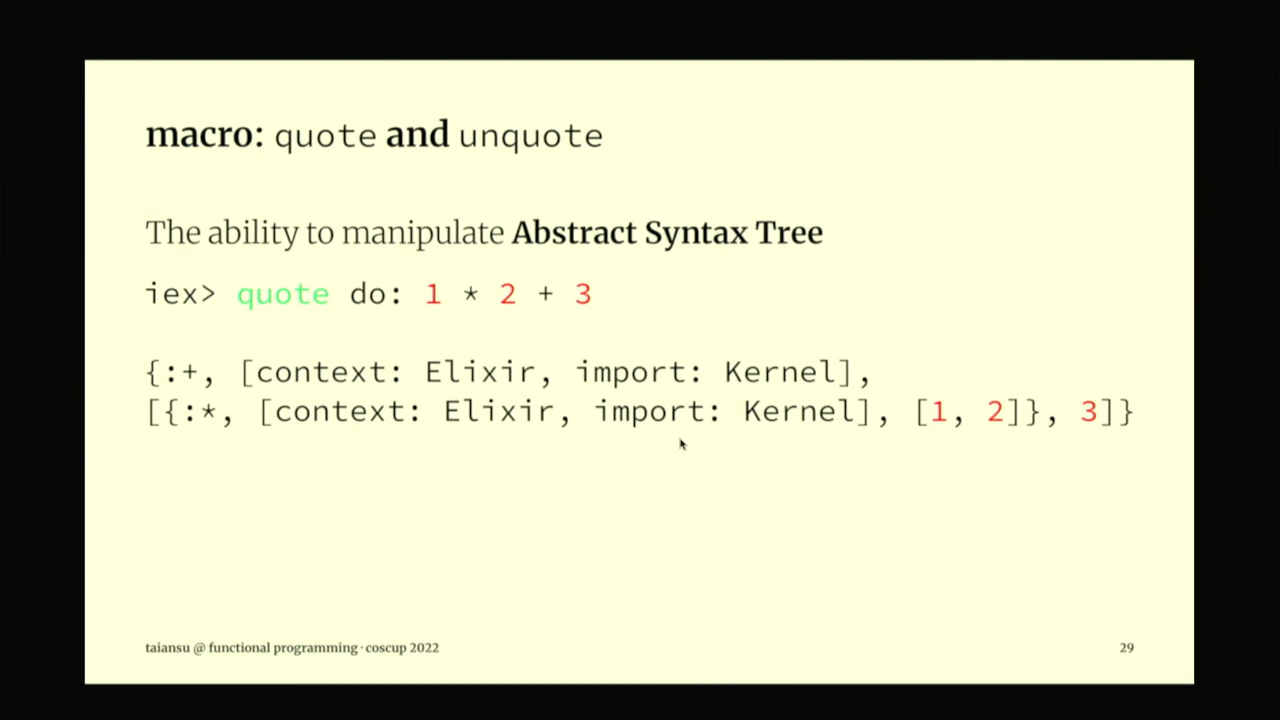 macro: quote and unquote
The ability to manipulate Abstract Syntax Tree
iex> quote do: 1 * 2 + 3
{:+, [context: Elixir, import: Kernel],
[{:*, [context: Elixir, import: Kernel], [1, 2]}, 3]}
taiansu @ functional programming · coscup 2022
29